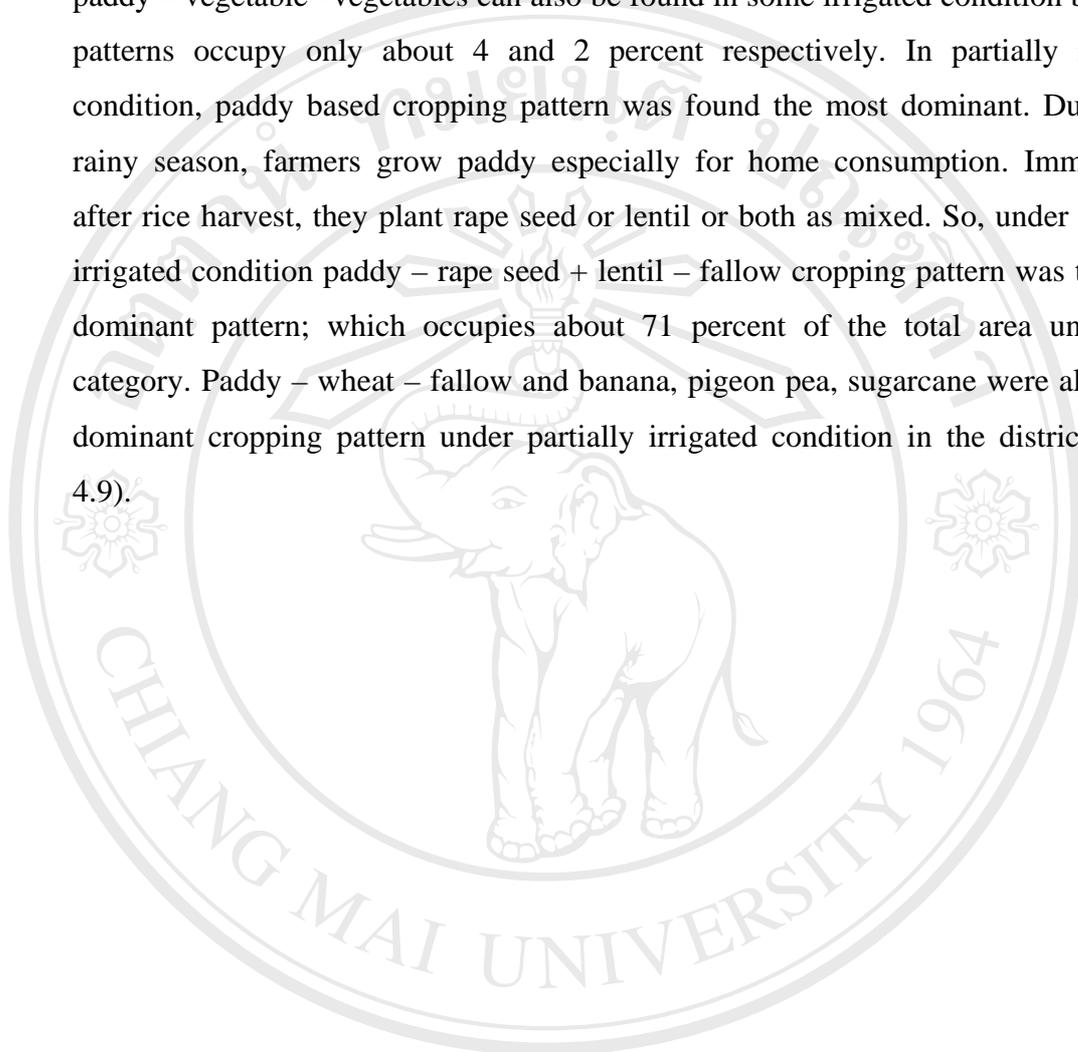 paddy – vegetable - vegetables can also be found in some irrigated condition
patterns occupy only about 4 and 2 percent respectively. In partially
condition, paddy based cropping pattern was found the most dominant. Du
rainy season, farmers grow paddy especially for home consumption. Imm
after rice harvest, they plant rape seed or lentil or both as mixed. So, under
irrigated condition paddy – rape seed + lentil – fallow cropping pattern was t
dominant pattern; which occupies about 71 percent of the total area un
category. Paddy – wheat – fallow and banana, pigeon pea, sugarcane were al
dominant cropping pattern under partially irrigated condition in the distric
4.9).
CHIANG MAI UNIVERSITY 1964